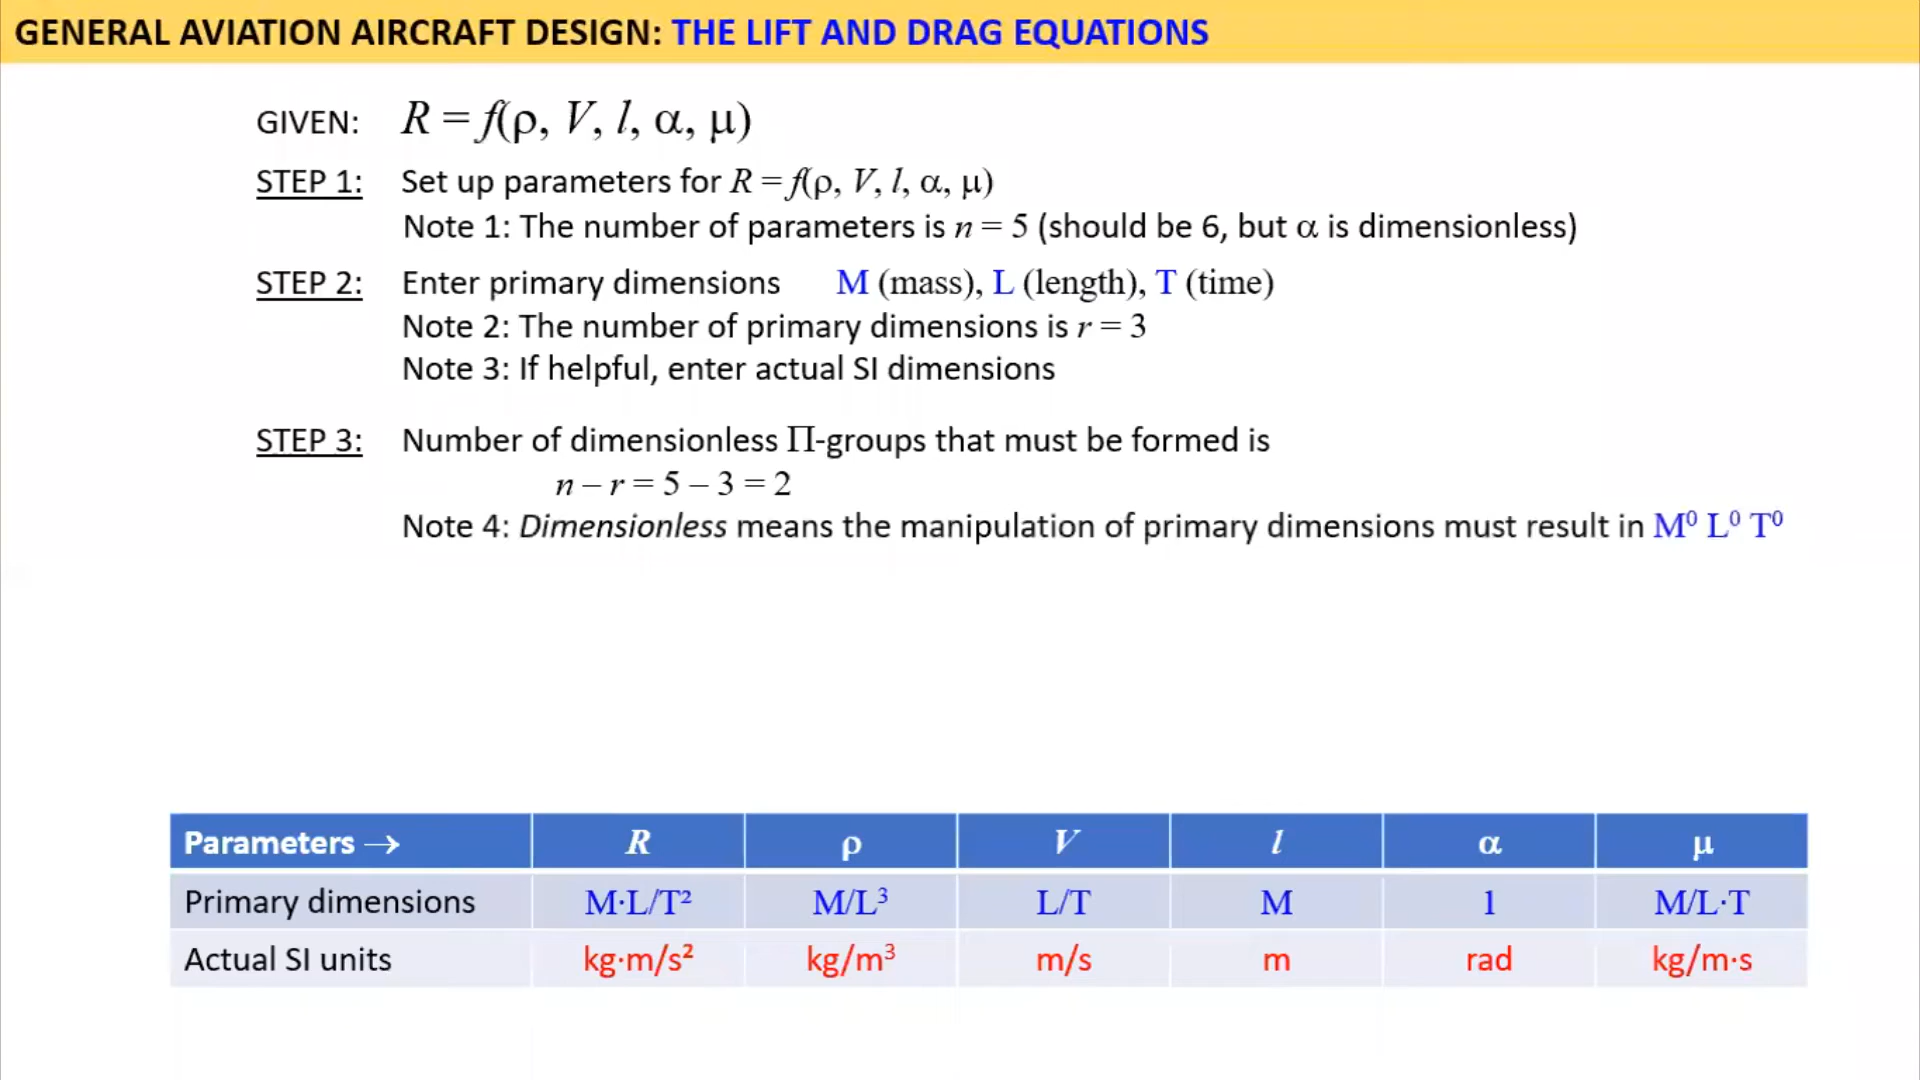 GENERAL AVIATION AIRCRAFT DESIGN: THE LIFT AND DRAG EQUATIONS
GIVEN: R = f(ρ, V, l, α, μ)
STEP 1: Set up parameters for R = f(ρ, V, l, α, μ)
Note 1: The number of parameters is n = 5 (should be 6, but α is dimensionless)
STEP 2: Enter primary dimensions M (mass), L (length), T (time)
Note 2: The number of primary dimensions is r = 3
Note 3: If helpful, enter actual SI dimensions
STEP 3: Number of dimensionless Π-groups that must be formed is
n – r = 5 – 3 = 2
Note 4: Dimensionless means the manipulation of primary dimensions must result in M⁰ L⁰ T⁰
Parameters → R ρ V l α μ
Primary dimensions M·L/T² M/L³ L/T M 1 M/L·T
Actual SI units kg·m/s² kg/m³ m/s m rad kg/m·s